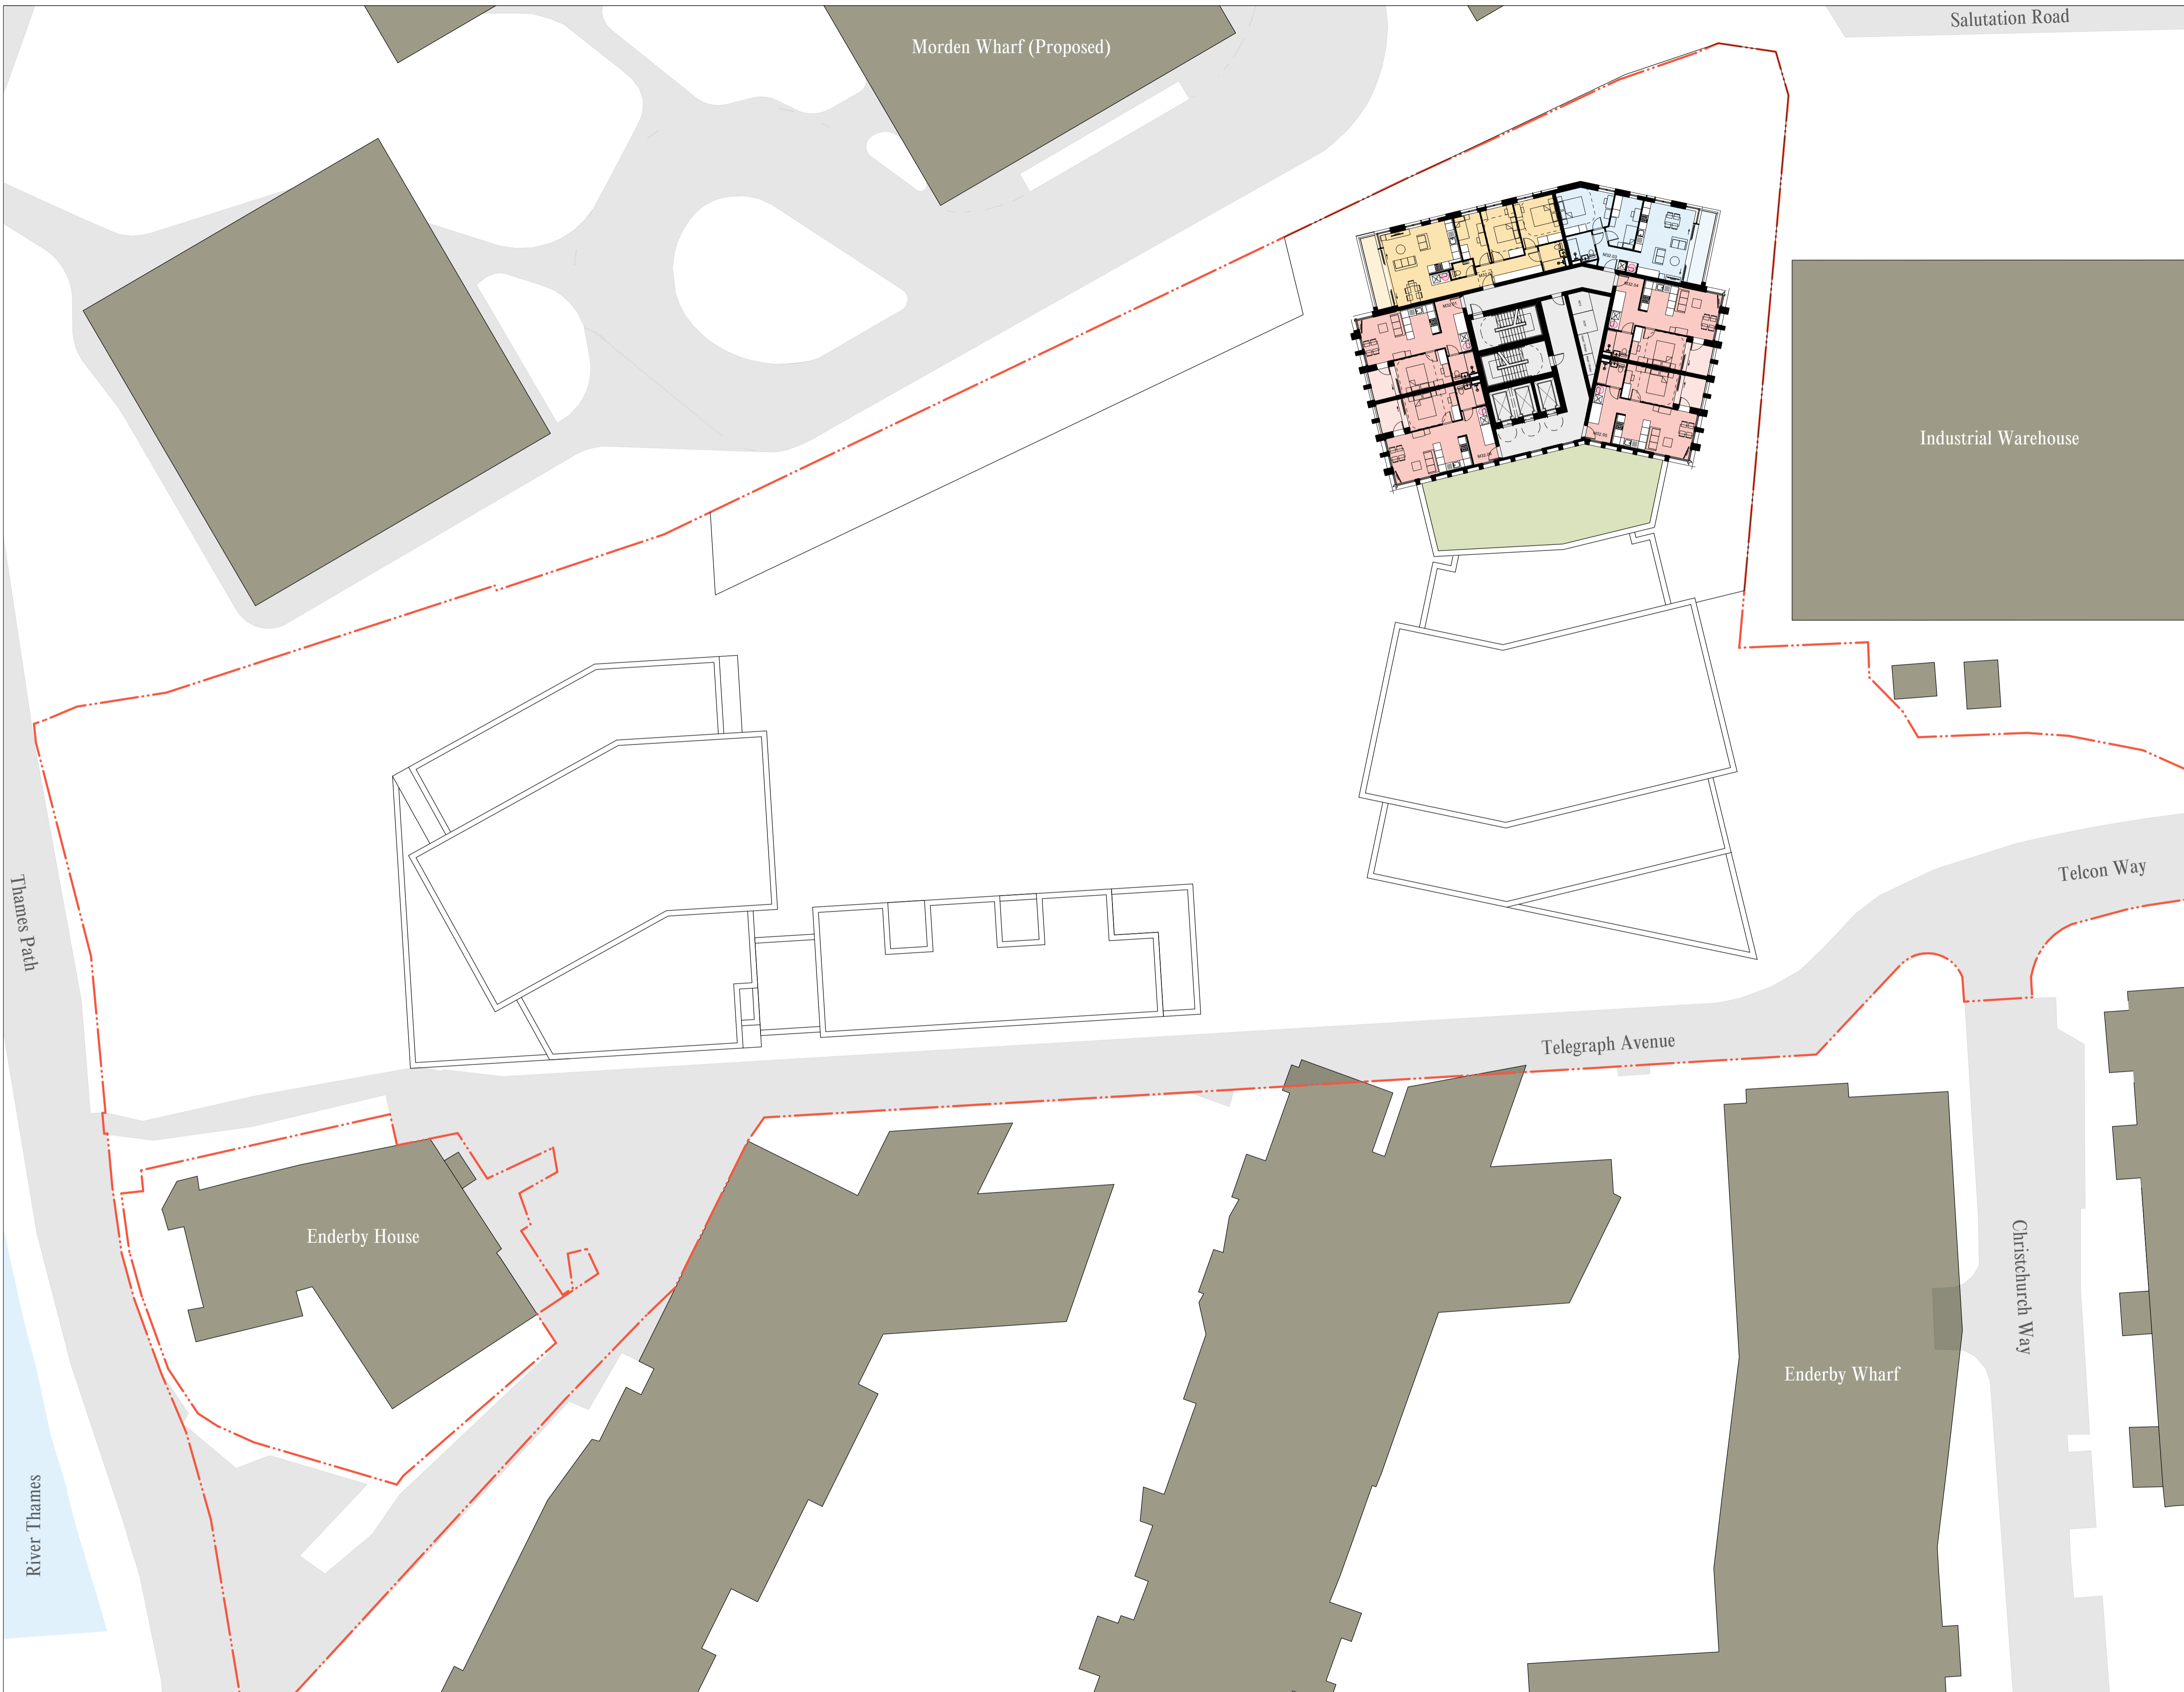 Salutation Road
Morden Wharf (Proposed)
Industrial Warehouse
Telcon Way
Thames Path
Telegraph Avenue
Enderby House
Christchurch Way
Enderby Wharf
River Thames